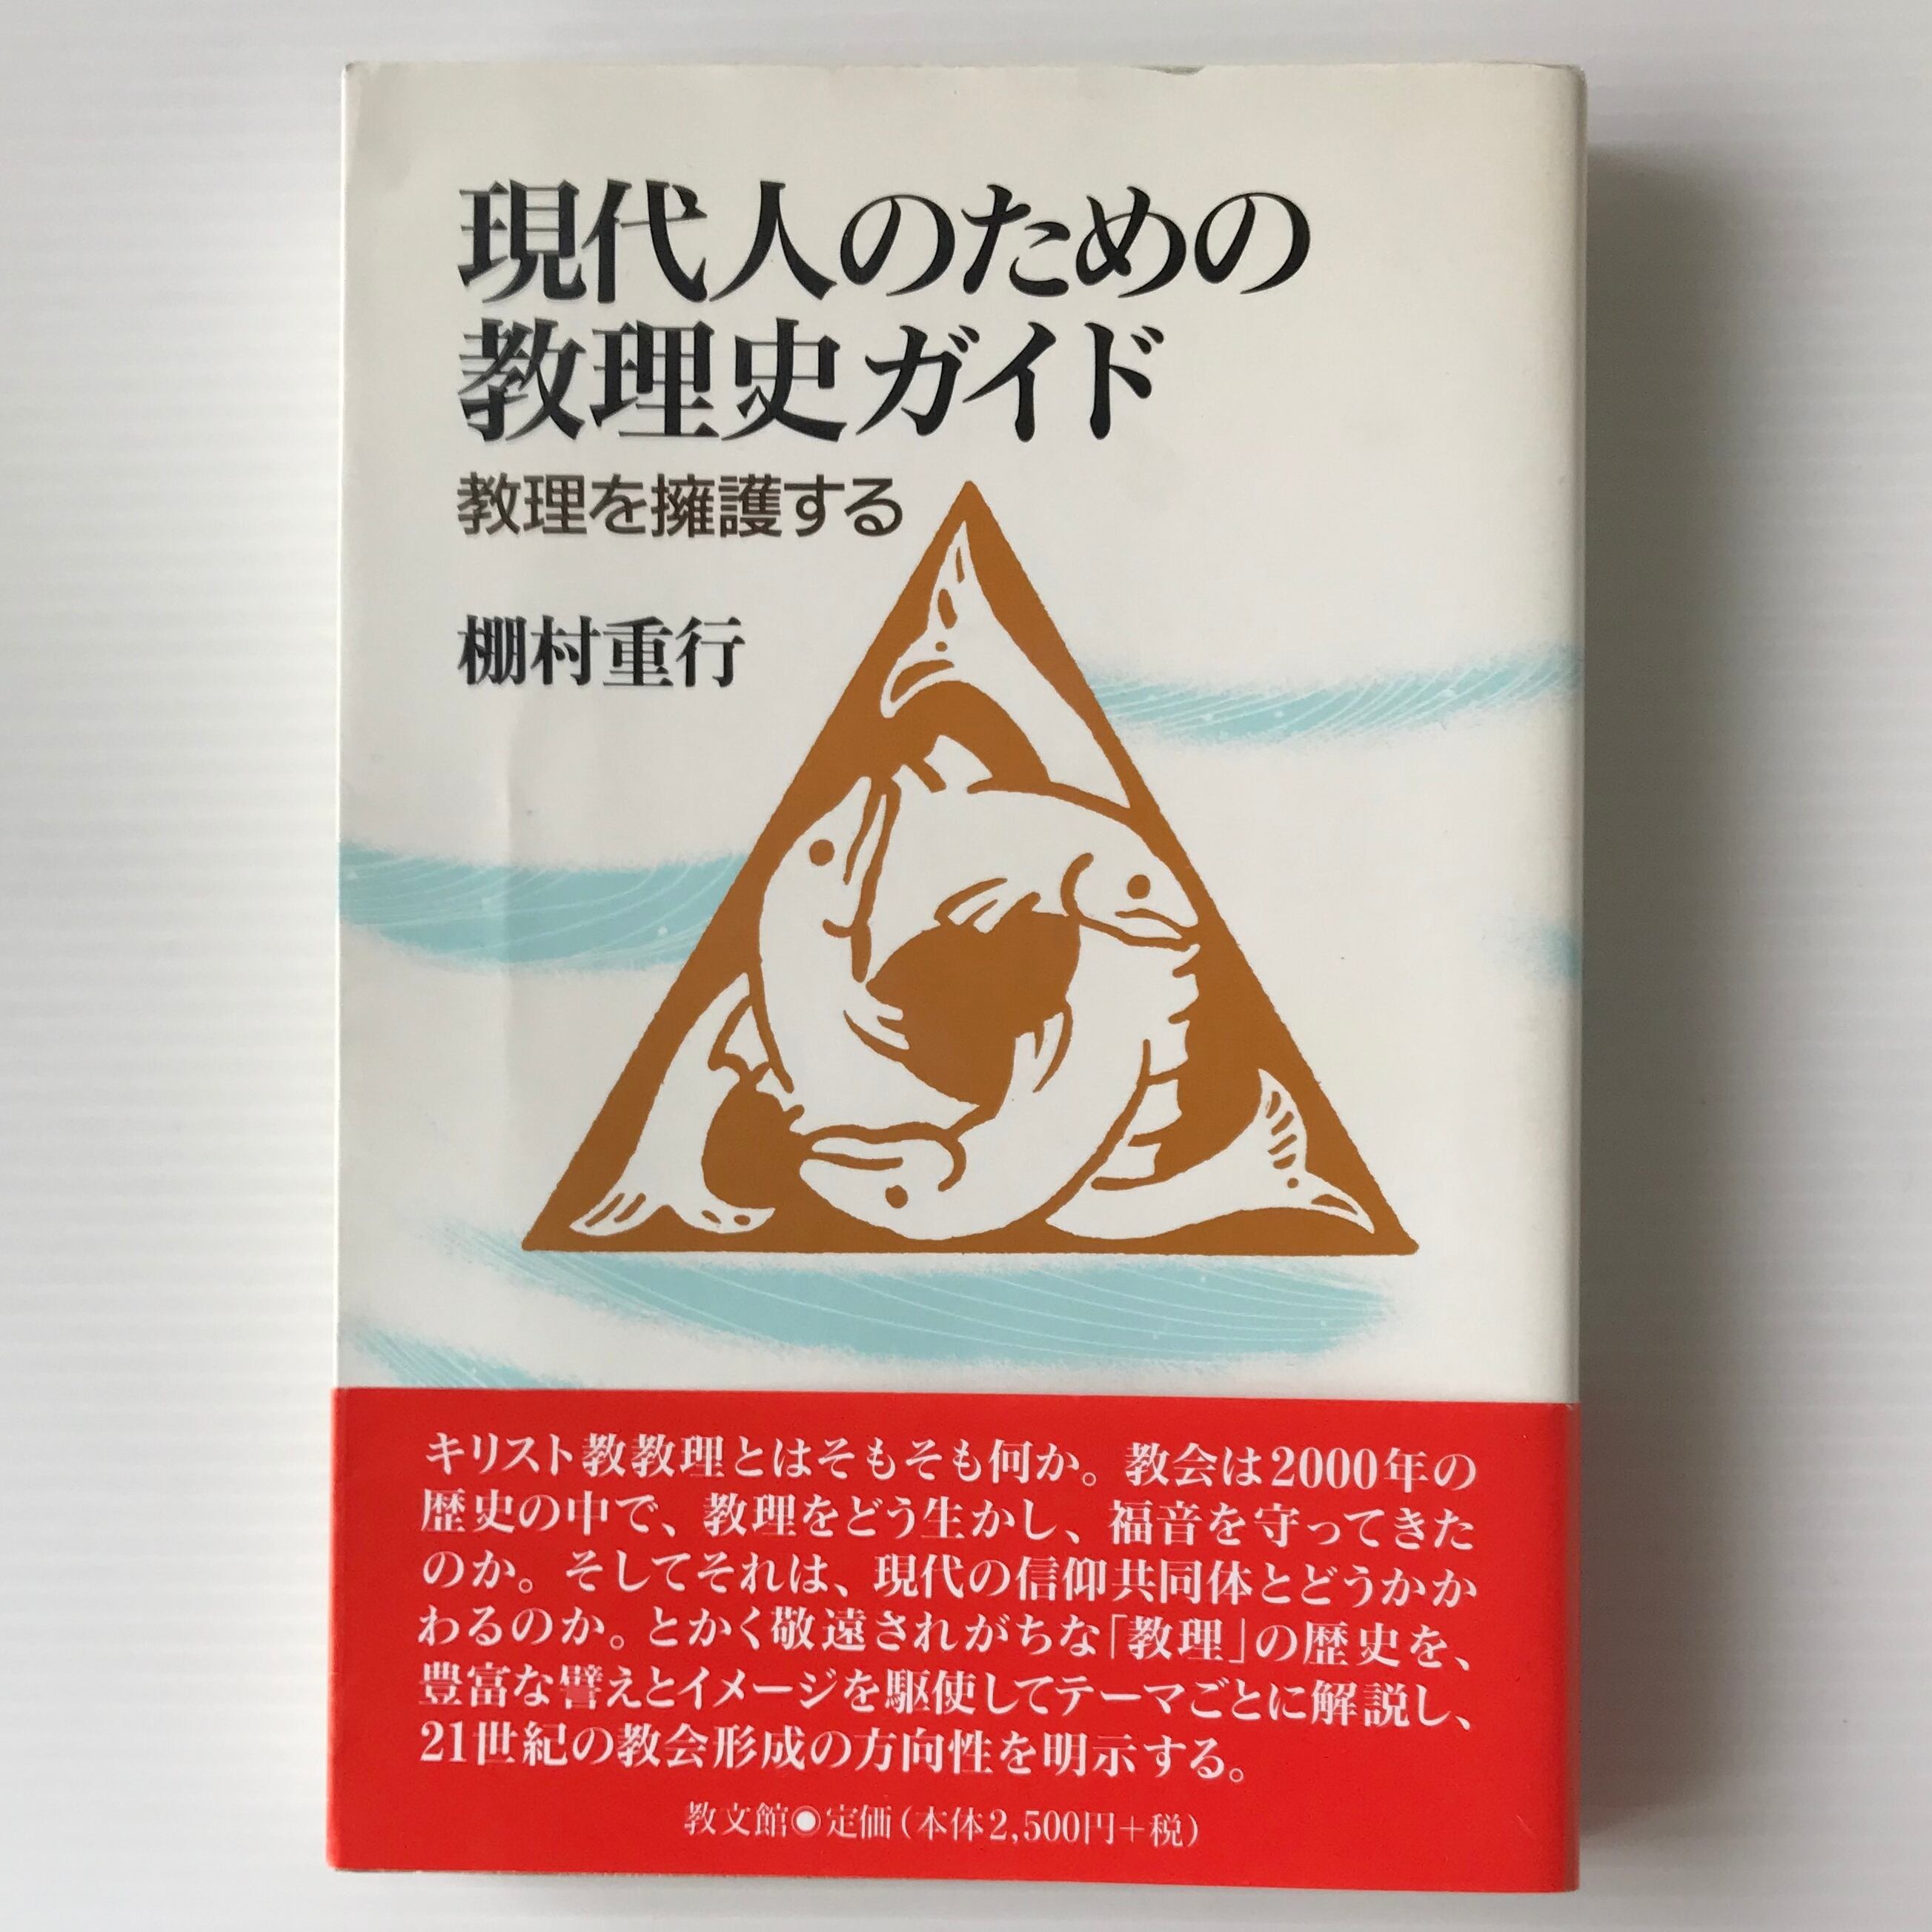 現代人のための
教理史ガイド
教理を擁護する
棚村重行
キリスト教教理とはそもそも何か。教会は2000年の
歴史の中で、教理をどう生かし、福音を守ってきた
のか。そしてそれは、現代の信仰共同体とどうかか
わるのか。とかく敬遠されがちな「教理」の歴史を、
豊富な譬えとイメージを駆使してテーマごとに解説し、
21世紀の教会形成の方向性を明示する。
教文館◉定価(本体2,500円+税)